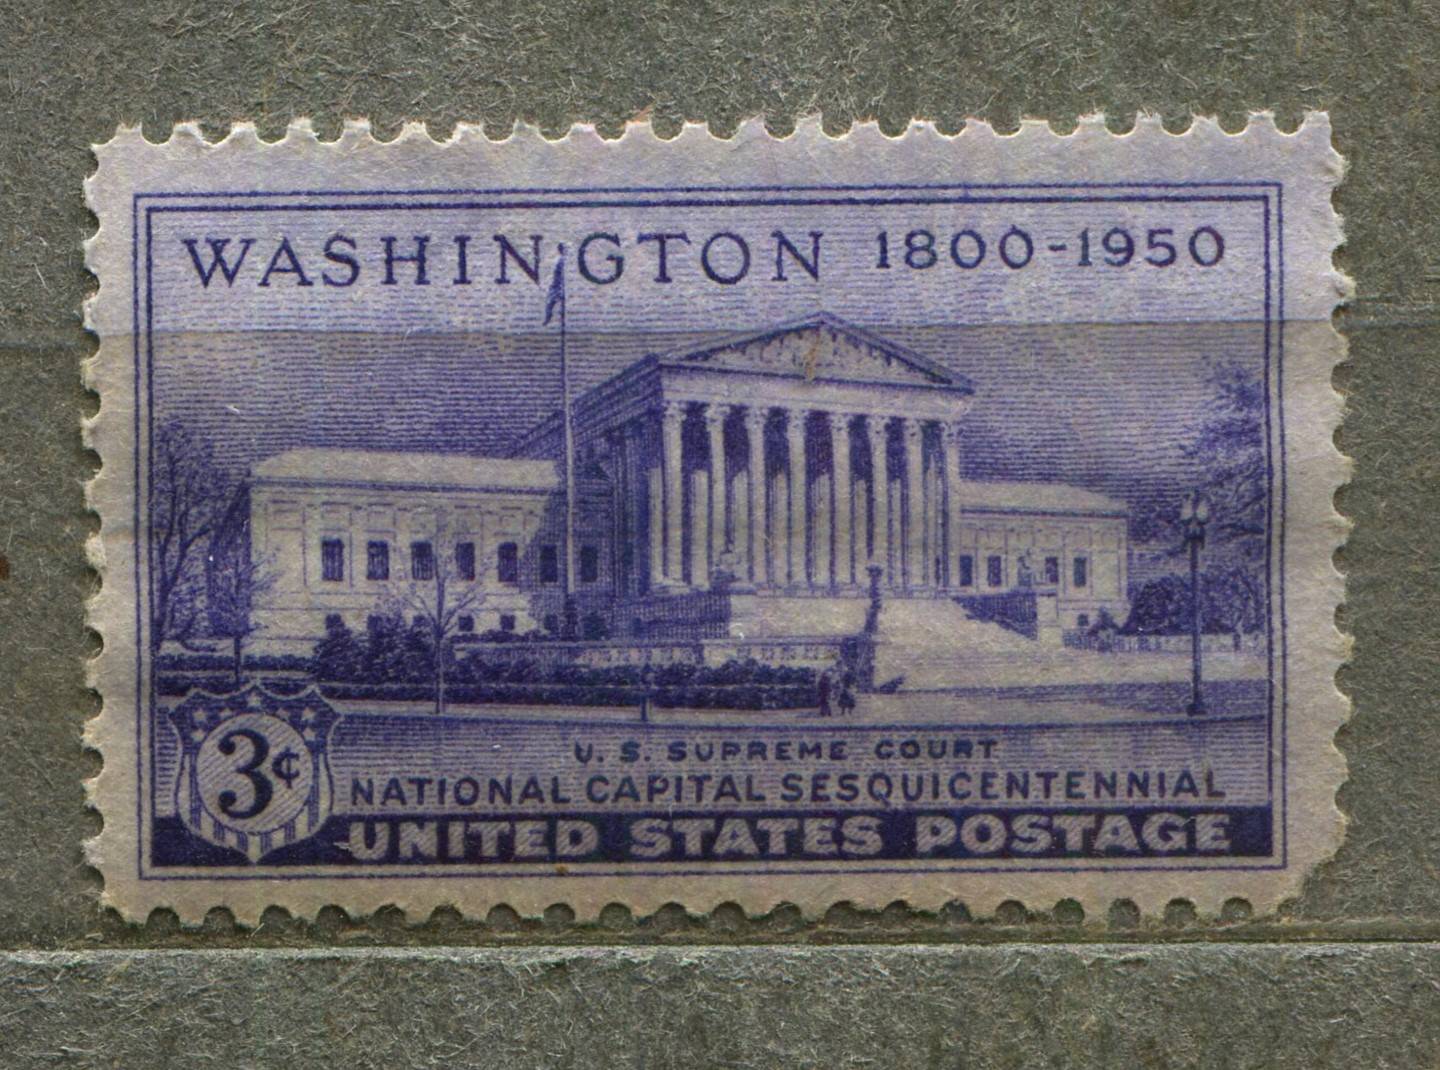 WASHINGTON 1800-1950
U. S. SUPREME COURT
3¢ NATIONAL CAPITAL SESQUICENTENNIAL
UNITED STATES POSTAGE